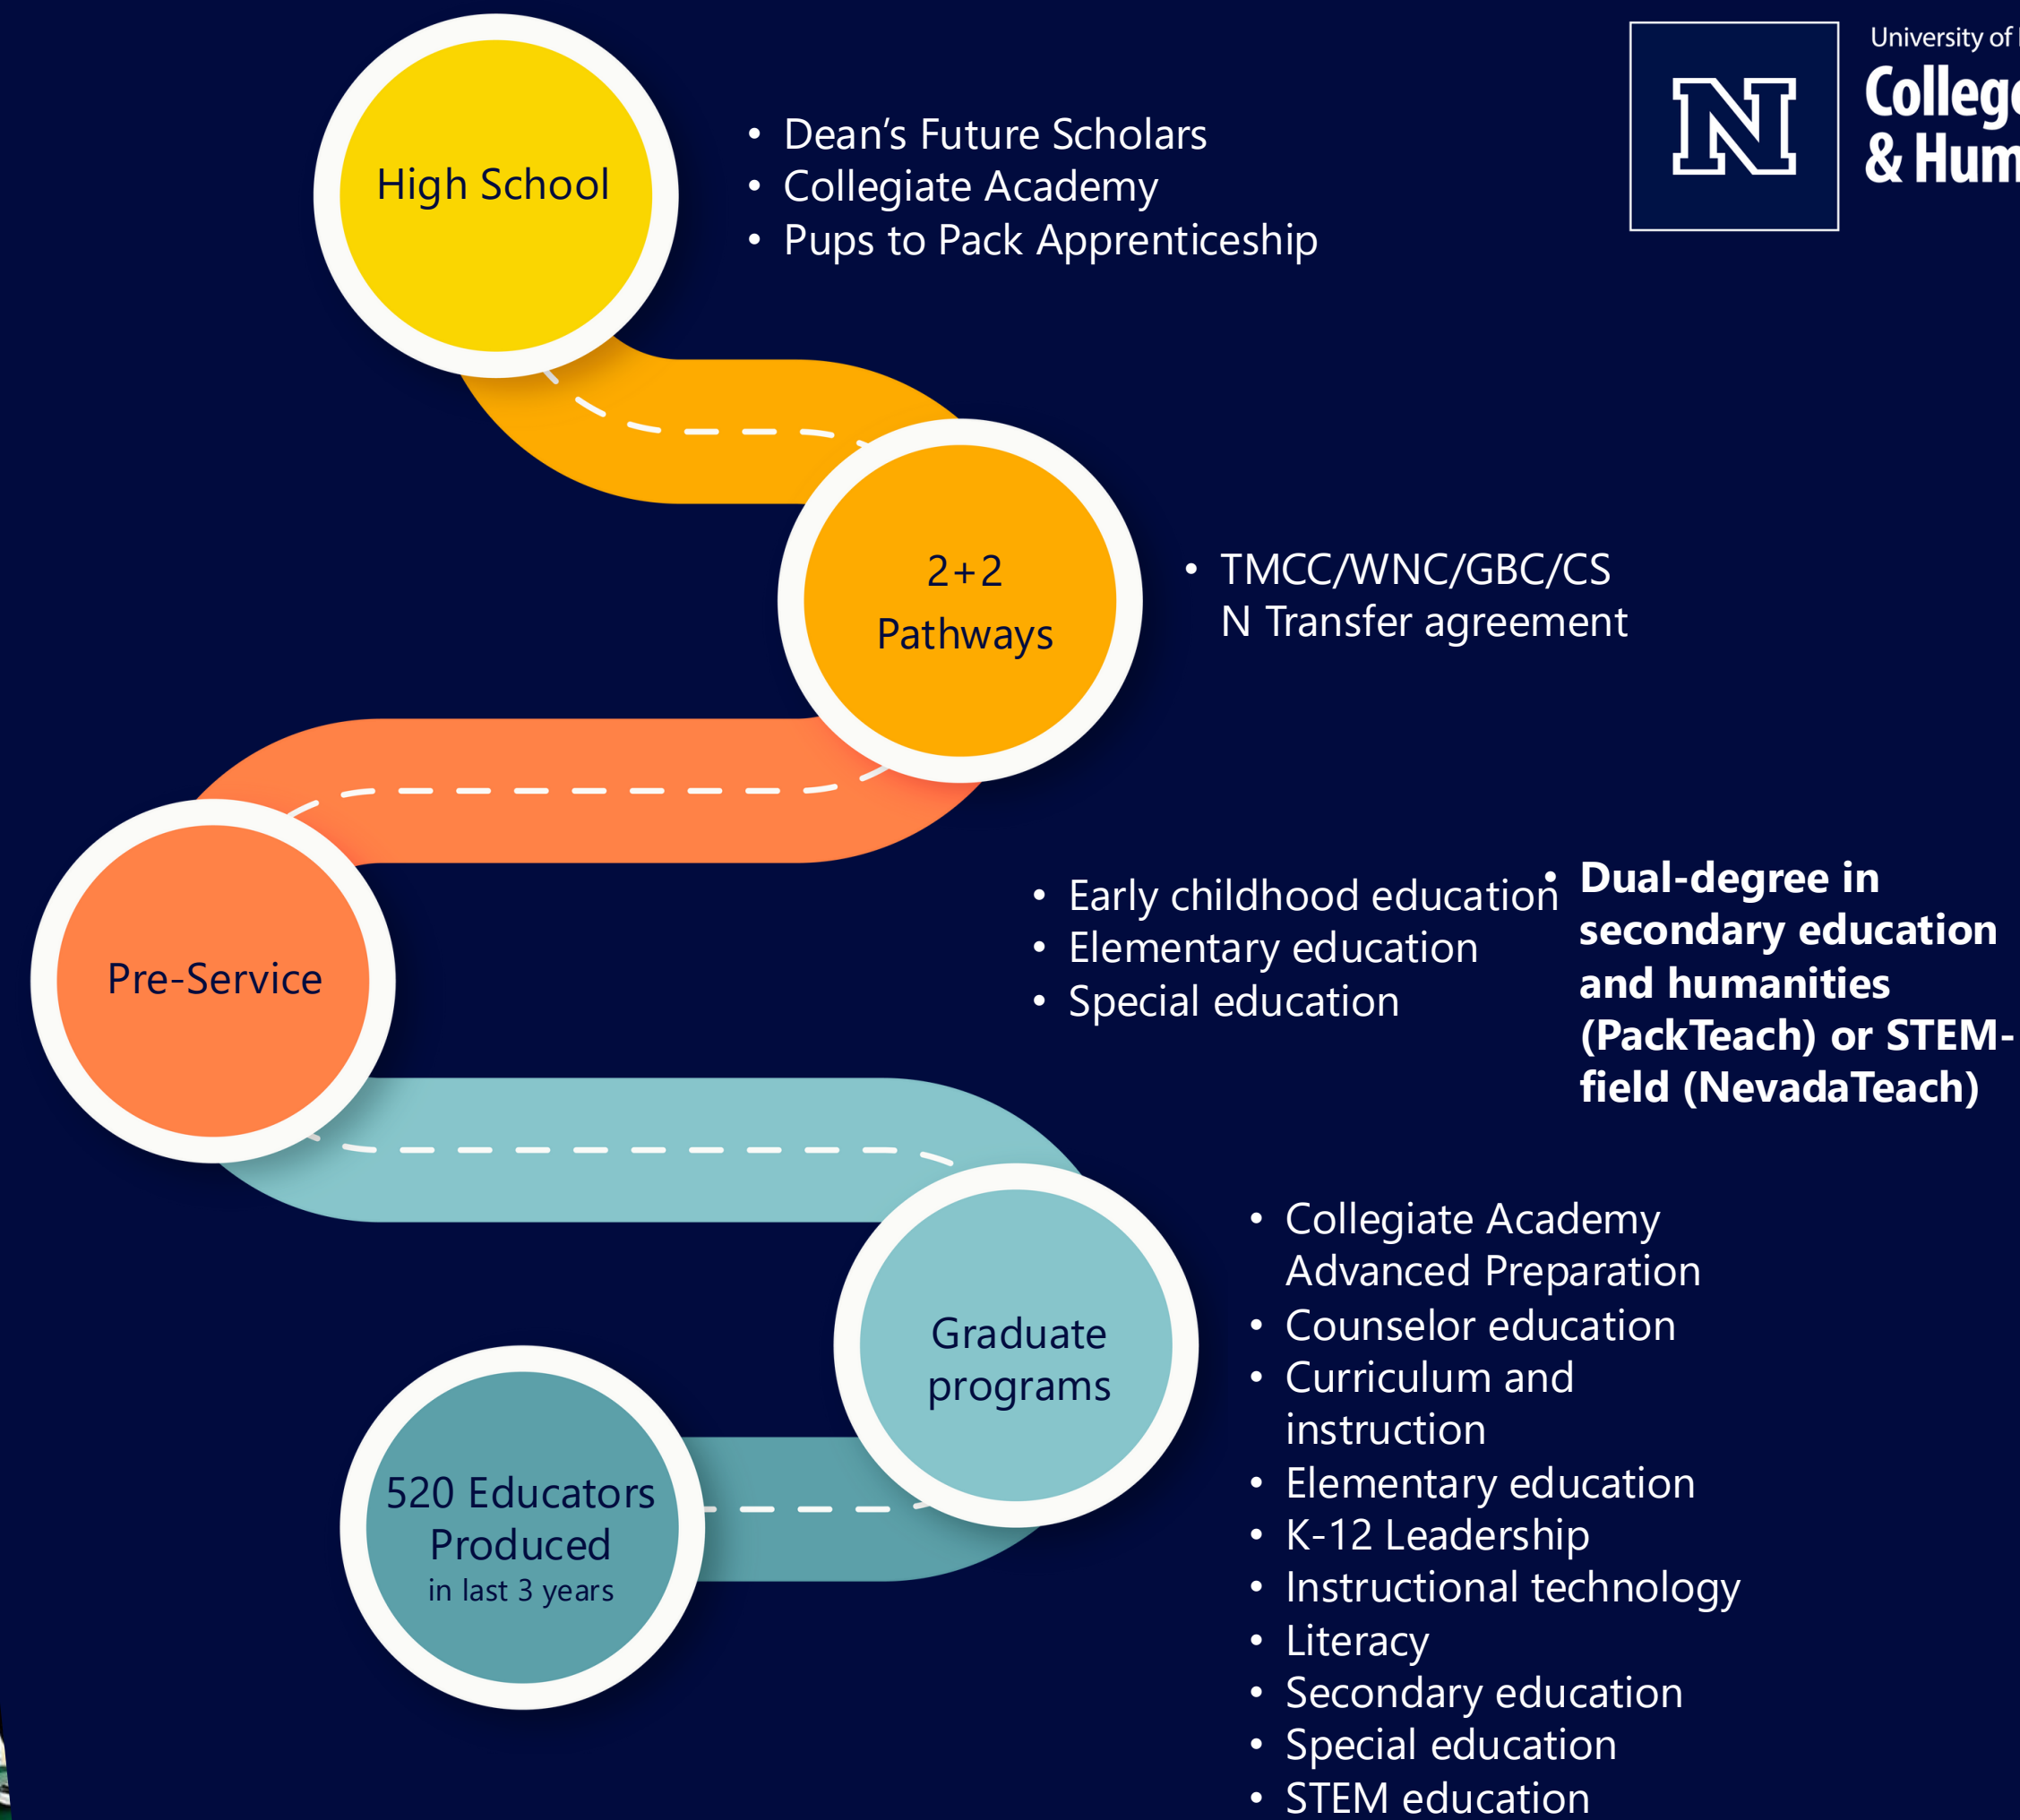 University of
College
& Hum
High School
• Dean's Future Scholars
• Collegiate Academy
• Pups to Pack Apprenticeship
2+2
Pathways
• TMCC/WNC/GBC/CS
N Transfer agreement
Pre-Service
• Early childhood education
• Elementary education
• Special education
• Dual-degree in
secondary education
and humanities
(PackTeach) or STEM-
field (NevadaTeach)
Graduate
programs
• Collegiate Academy
Advanced Preparation
• Counselor education
• Curriculum and
instruction
• Elementary education
• K-12 Leadership
• Instructional technology
• Literacy
• Secondary education
• Special education
• STEM education
520 Educators
Produced
in last 3 years
N